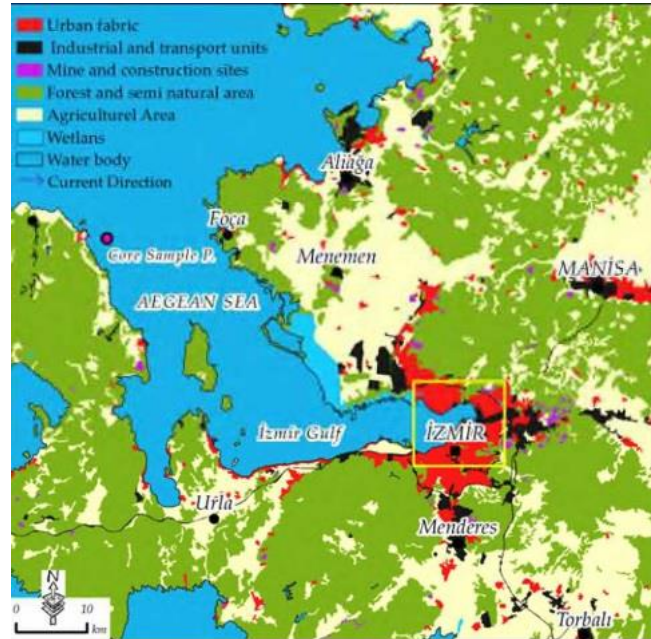 Urban fabric
Industrial and transport units
Mine and construction sites
Forest and semi natural area
Agriculturel Area
Wetlans
Water body
Current Direction
Aliağa
Foça
Core Sample P.
Menemen
MANİSA
AEGEAN SEA
İzmir Gulf
İZMİR
Urla
Menderes
N
0 10
km
Torbalı